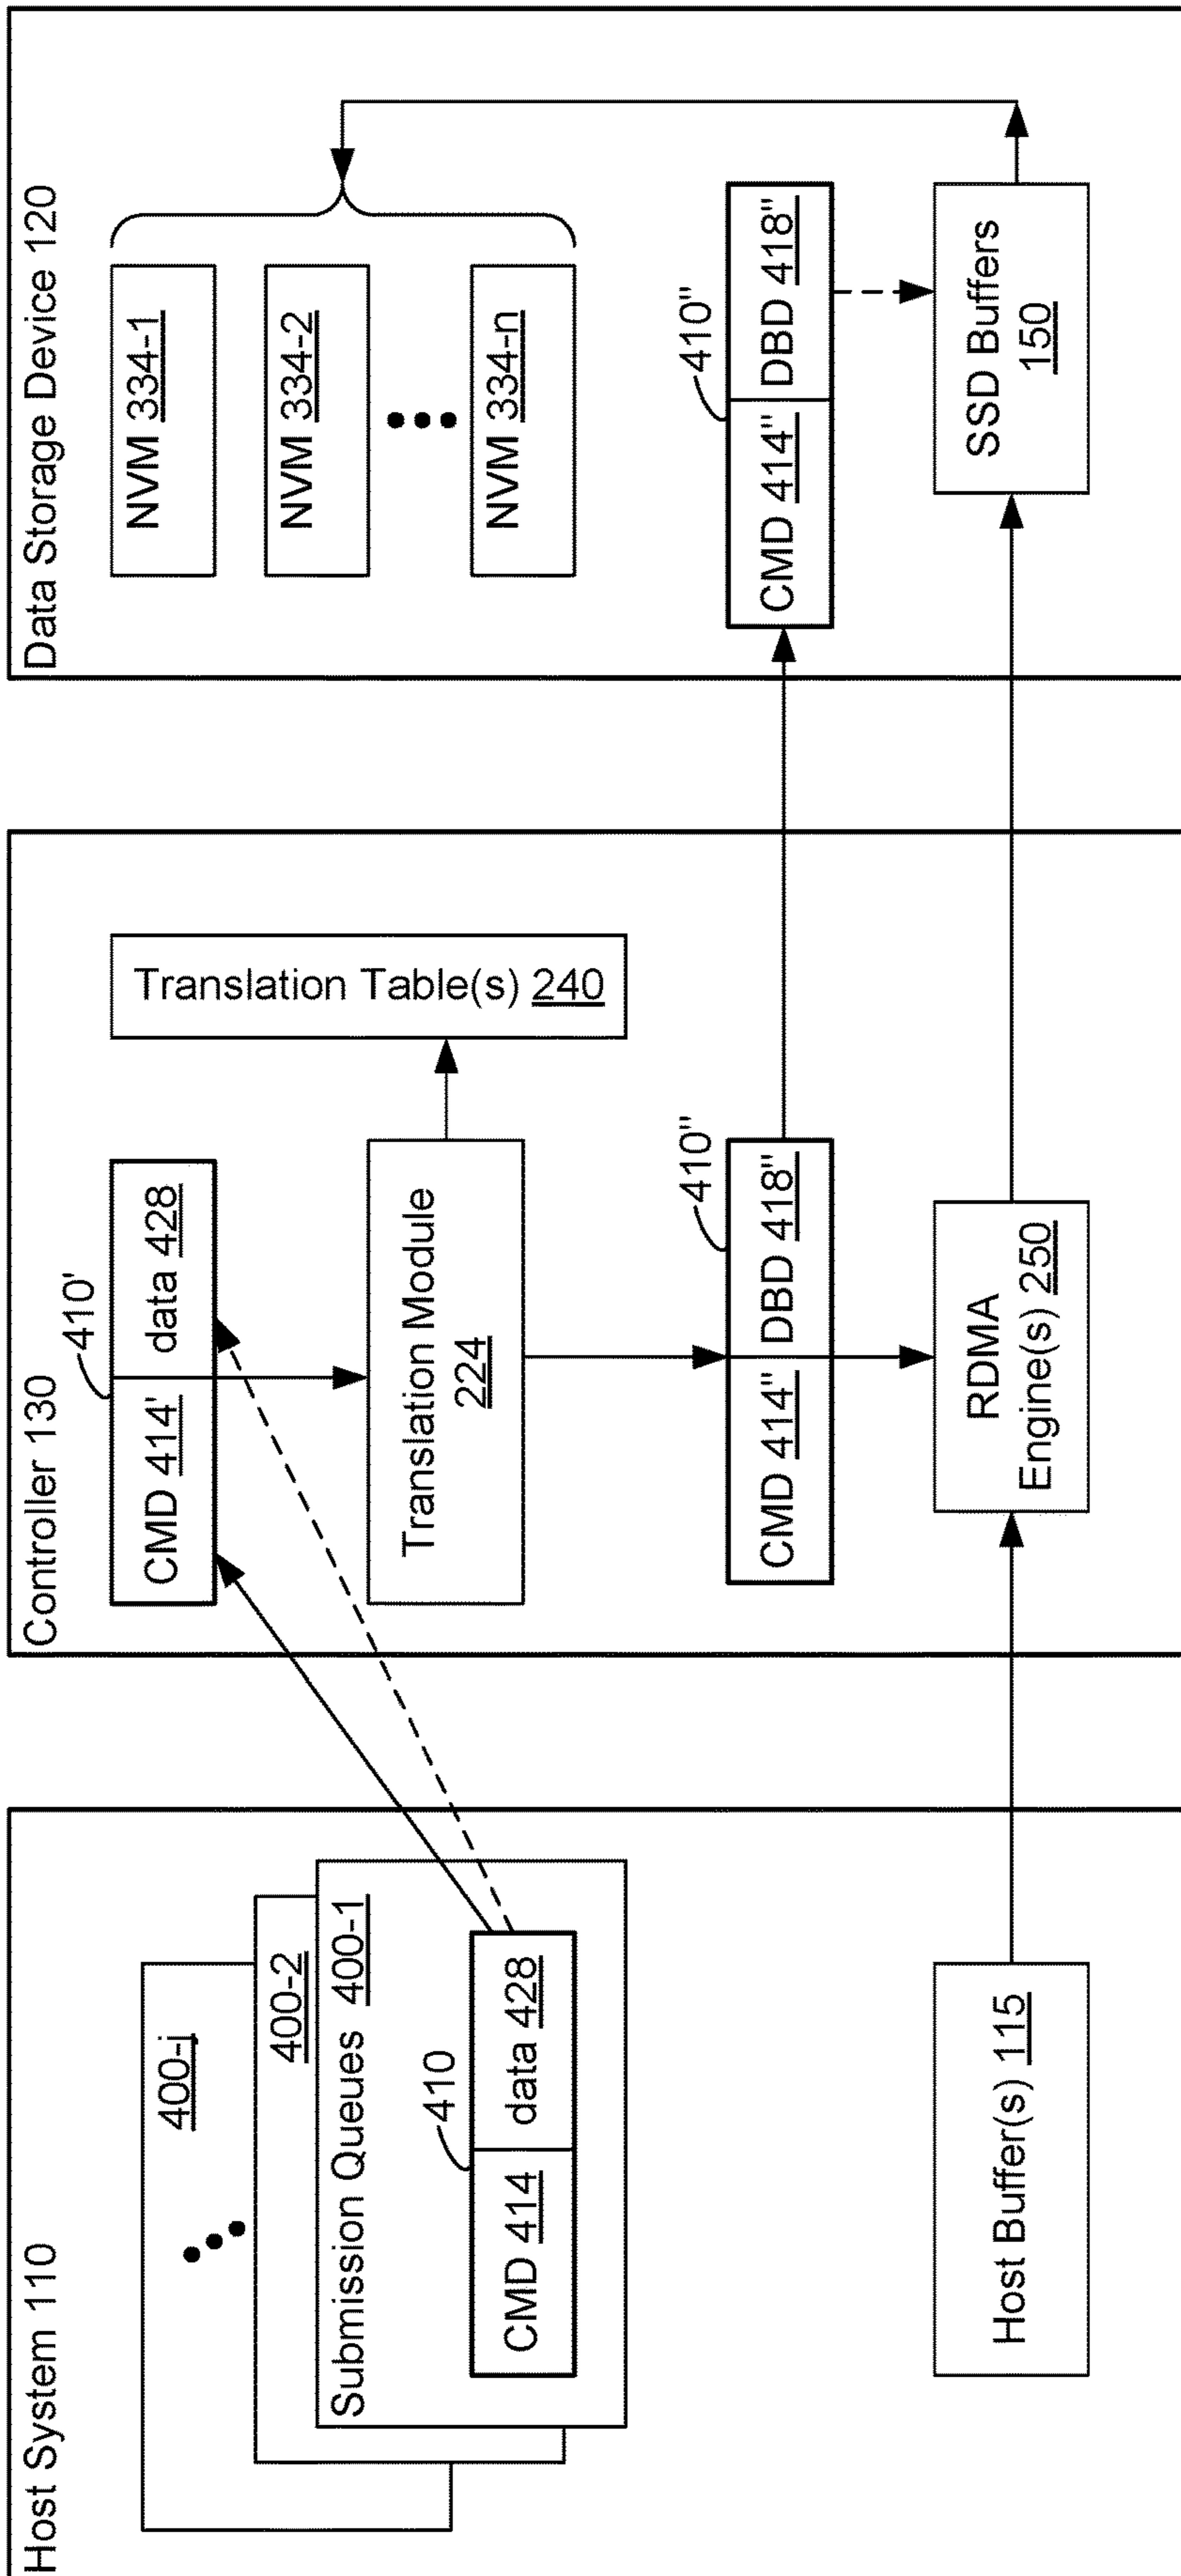 Host System 110
400-j
400-2
Submission Queues 400-1
410
CMD 414
data 428
Host Buffer(s) 115
Controller 130
410'
CMD 414'
data 428
Translation Module
224
Translation Table(s) 240
410"
CMD 414"
DBD 418"
RDMA
Engine(s) 250
Data Storage Device 120
NVM 334-1
NVM 334-2
NVM 334-n
410"
CMD 414"
DBD 418"
SSD Buffers
150